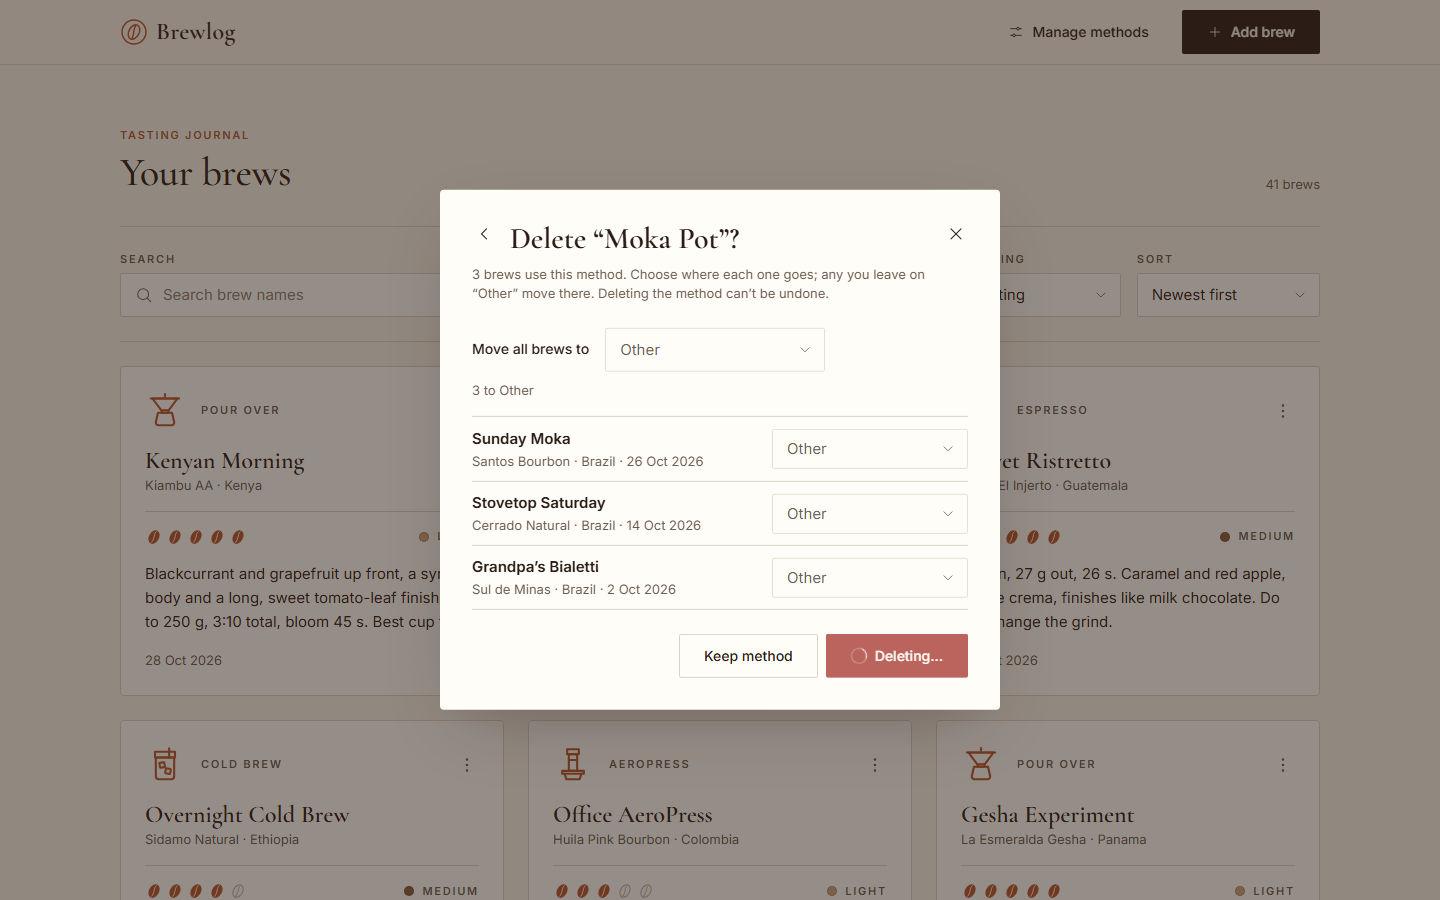 Brewlog
Manage methods
Add brew
TASTING JOURNAL
Your brews
41 brews
SEARCH
SORT
Search brew names
Newest first
Delete “Moka Pot”?
3 brews use this method. Choose where each one goes; any you leave on
“Other” move there. Deleting the method can’t be undone.
Move all brews to
Other
3 to Other
Sunday Moka
Santos Bourbon · Brazil · 26 Oct 2026
Other
Stovetop Saturday
Cerrado Natural · Brazil · 14 Oct 2026
Other
Grandpa’s Bialetti
Sul de Minas · Brazil · 2 Oct 2026
Other
Keep method
Deleting...
POUR OVER
Kenyan Morning
Kiambu AA · Kenya
Blackcurrant and grapefruit up front, a
body and a long, sweet tomato-leaf finish
to 250 g, 3:10 total, bloom 45 s. Best cup
28 Oct 2026
ESPRESSO
Ristretto
El Injerto · Guatemala
MEDIUM
27 g out, 26 s. Caramel and red apple,
crema, finishes like milk chocolate. Do
the grind.
2026
COLD BREW
Overnight Cold Brew
Sidamo Natural · Ethiopia
MEDIUM
AEROPRESS
Office AeroPress
Huila Pink Bourbon · Colombia
LIGHT
POUR OVER
Gesha Experiment
La Esmeralda Gesha · Panama
LIGHT